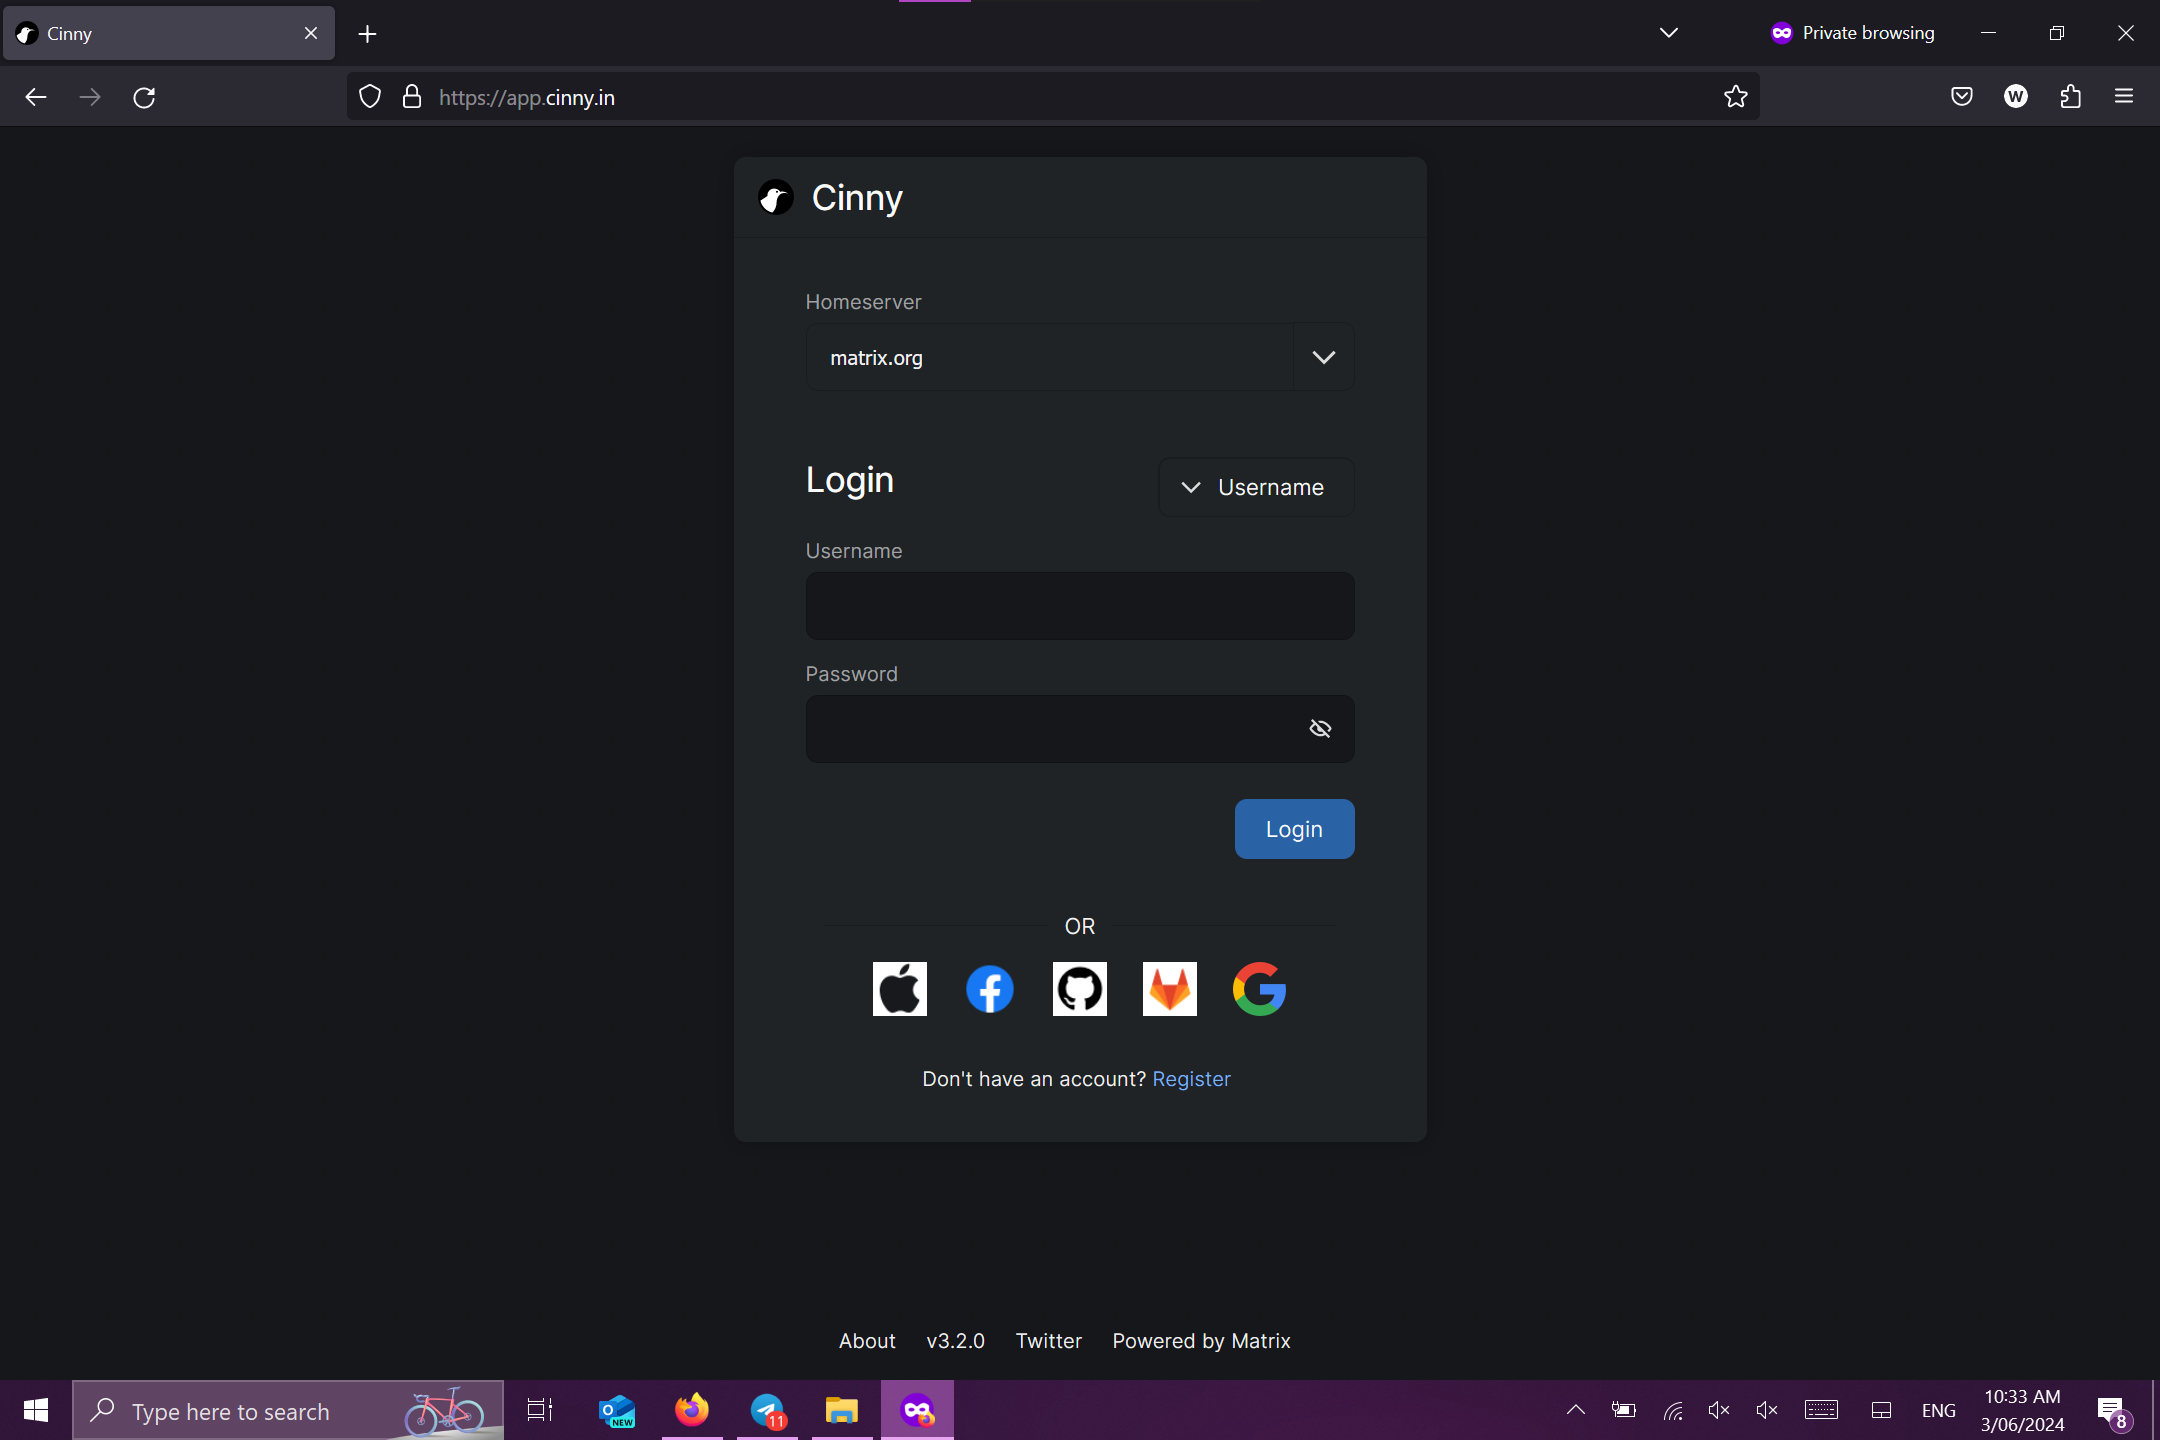 Cinny
Private browsing
https://app.cinny.in
W
Cinny
Homeserver
matrix.org
Login
Username
Username
Password
Login
OR
Don't have an account? Register
About v3.2.0 Twitter Powered by Matrix
Type here to search
O
NEW
11
ENG
10:33 AM
3/06/2024
8